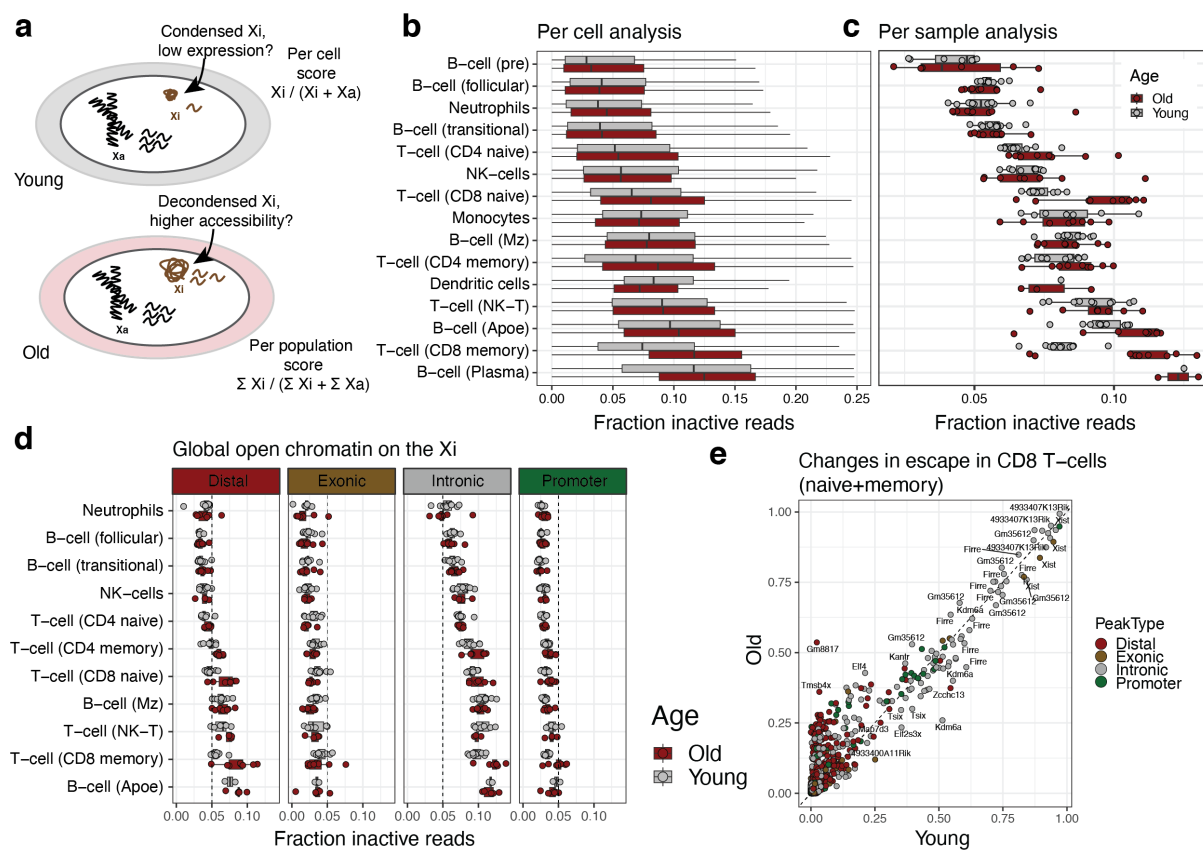 a
Condensed Xi,
low expression?
Per cell
score
Xi / (Xi + Xa)
Xi
Xa
Young
Decondensed Xi,
higher accessibility?
Xi
Xa
Old
Per population
score
Σ Xi / (Σ Xi + Σ Xa)
b
Per cell analysis
B−cell (pre)
B−cell (follicular)
Neutrophils
B−cell (transitional)
T−cell (CD4 naive)
NK−cells
T−cell (CD8 naive)
Monocytes
B−cell (Mz)
T−cell (CD4 memory)
Dendritic cells
T−cell (NK−T)
B−cell (Apoe)
T−cell (CD8 memory)
B−cell (Plasma)
0.00 0.05 0.10 0.15 0.20 0.25
Fraction inactive reads
c
Per sample analysis
Age
Old
Young
0.05 0.10
Fraction inactive reads
d
Global open chromatin on the Xi
Distal Exonic Intronic Promoter
Neutrophils
B−cell (follicular)
B−cell (transitional)
NK−cells
T−cell (CD4 naive)
T−cell (CD4 memory)
T−cell (CD8 naive)
B−cell (Mz)
T−cell (NK−T)
T−cell (CD8 memory)
B−cell (Apoe)
0.00 0.05 0.10 0.00 0.05 0.10 0.00 0.05 0.10 0.00 0.05 0.10
Fraction inactive reads
Age
Old
Young
e
Changes in escape in CD8 T−cells
(naive+memory)
Old
1.00
0.75
0.50
0.25
0.00
4933407K13Rik
4933407K13Rik Xist
Gm35612
Firre 4933407K13Rik
Xist
Gm35612
Firre Firre
Firre Xist
Firre Gm35612
Gm35612 Gm35612
Kdm6a Gm35612
Firre Firre
Gm8817 Gm35612
Firre
Kantr Firre
Elf4 Kdm6a
Tmsb4x Zcchc13
Tsix Tsix
Map7d3 Kdm6a
Eif2s3x
4933400A11Rik
0.00 0.25 0.50 0.75 1.00
Young
PeakType
Distal
Exonic
Intronic
Promoter